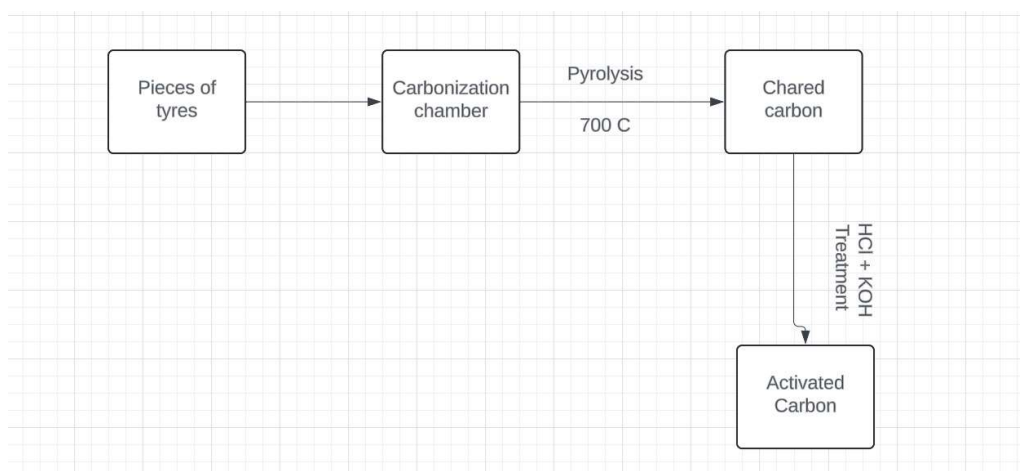 Pieces of
tyres
Carbonization
chamber
Pyrolysis
700 C
Chared
carbon
HCl + KOH
Treatment
Activated
Carbon